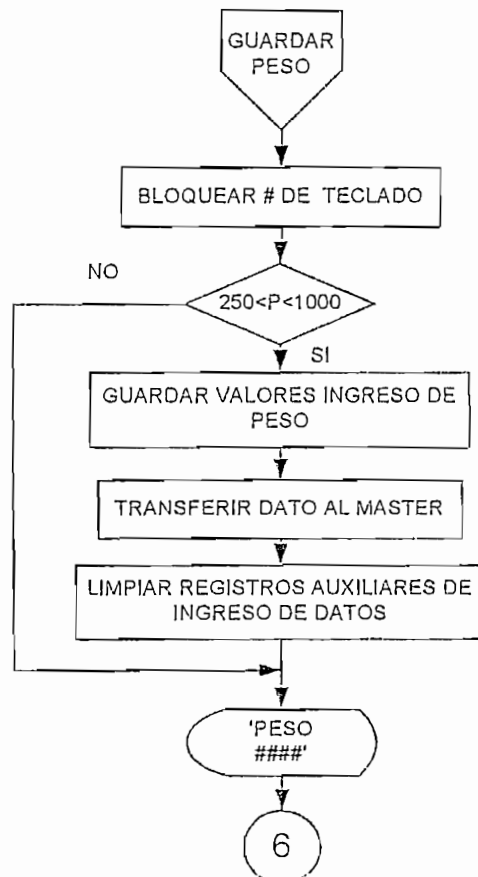 GUARDAR
PESO
BLOQUEAR # DE TECLADO
NO
250<P<1000
SI
GUARDAR VALORES INGRESO DE
PESO
TRANSFERIR DATO AL MASTER
LIMPIAR REGISTROS AUXILIARES DE
INGRESO DE DATOS
'PESO
####'
6